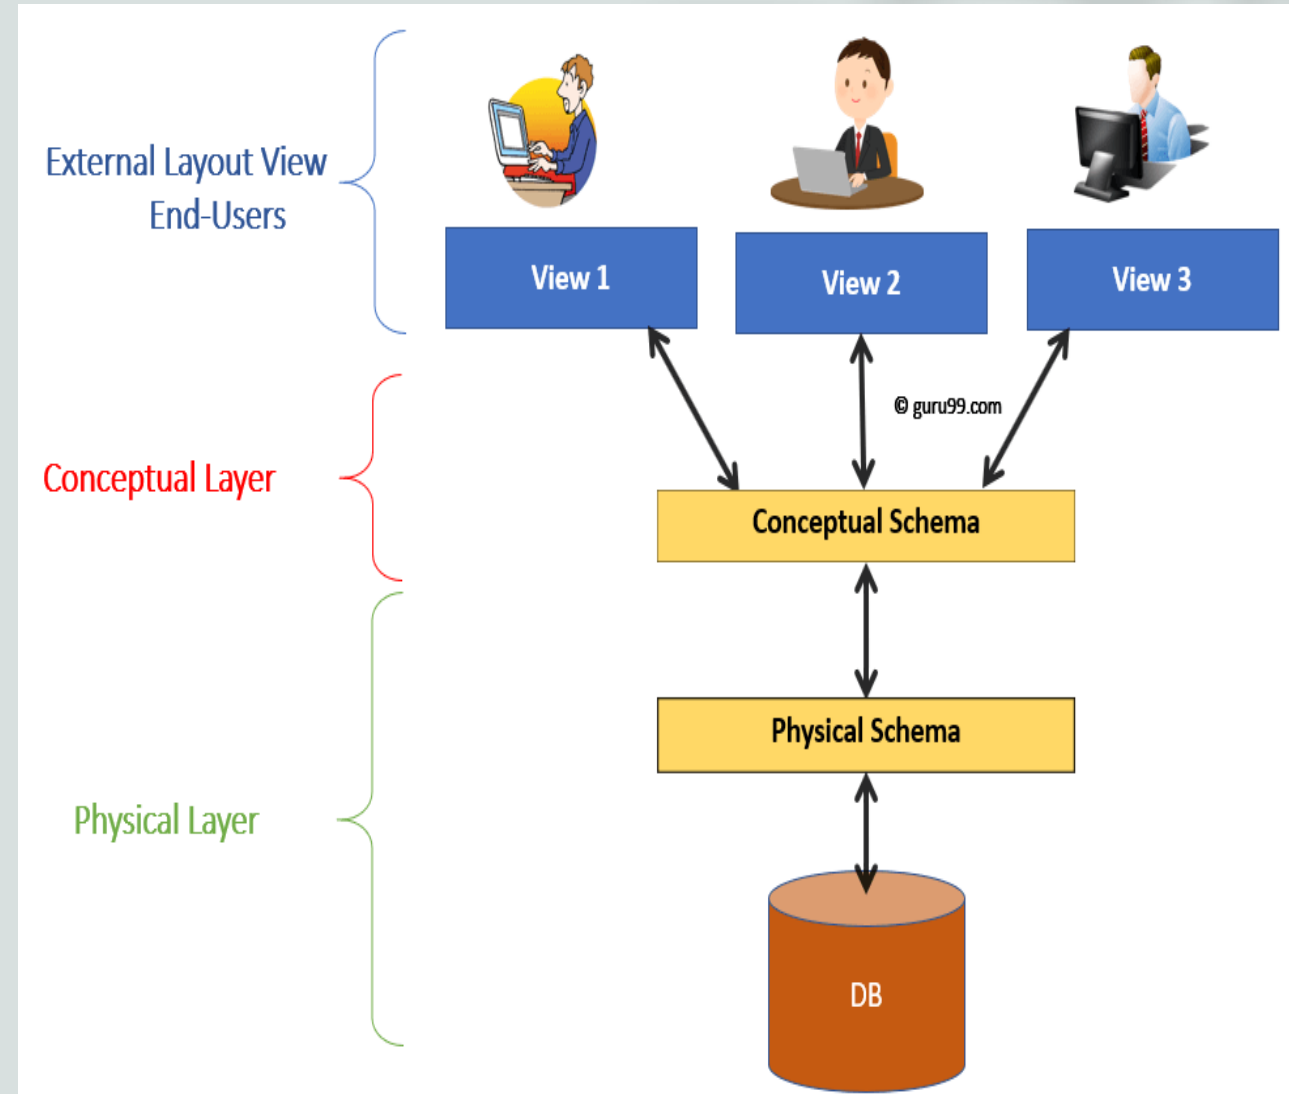 External Layout View
End-Users
View 1
View 2
View 3
© guru99.com
Conceptual Layer
Conceptual Schema
Physical Schema
Physical Layer
DB